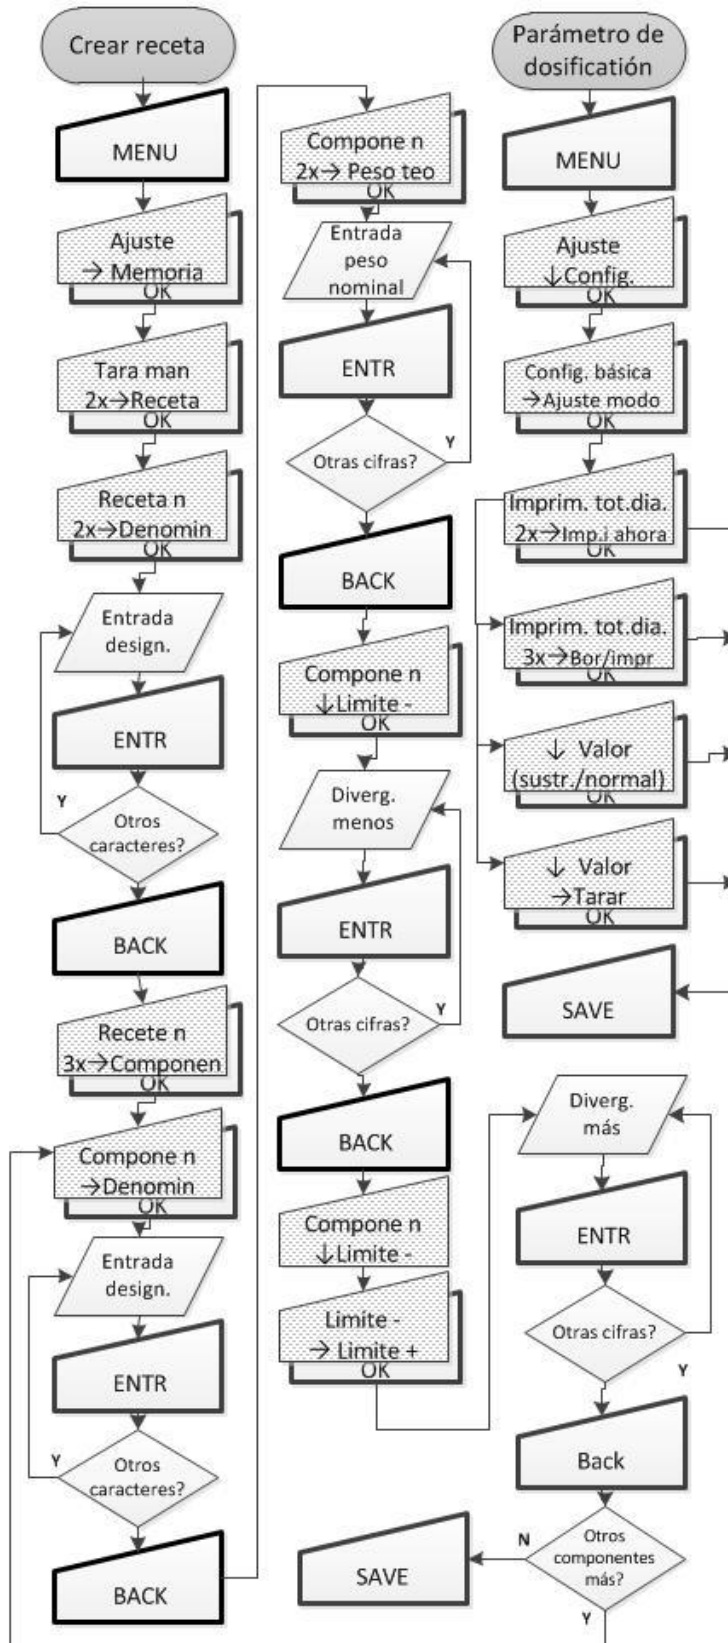 Crear receta
MENU
Ajuste
→ Memoria
OK
Tara man
2x→Receta
OK
Receta n
2x→Denomin
OK
Entrada
design.
ENTR
Y
Otros
caracteres?
BACK
Recete n
3x→Componen
OK
Compone n
→Denomin
OK
Entrada
design.
ENTR
Y
Otros
caracteres?
BACK
Compone n
2x→ Peso teo
OK
Entrada
peso
nominal
ENTR
Y
Otras cifras?
BACK
Compone n
↓Limite -
OK
Diverg.
menos
ENTR
Y
Otras cifras?
BACK
Compone n
↓Limite -
Limite -
→ Limite +
OK
Diverg.
más
ENTR
Otras cifras?
Y
Back
N
Otros
componentes
más?
Y
SAVE
Parámetro de
dosificatión
MENU
Ajuste
↓Config.
OK
Config. básica
→Ajuste modo
OK
Imprim. tot.dia.
2x→Imp.i ahora
OK
Imprim. tot.dia.
3x→Bor/impr
OK
↓ Valor
(sustr./normal)
OK
↓ Valor
→Tarar
OK
SAVE